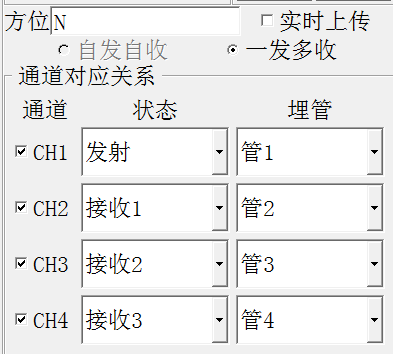 方位 N 实时上传
自发自收 一发多收
通道对应关系
通道 状态 埋管
CH1 发射 管1
CH2 接收1 管2
CH3 接收2 管3
CH4 接收3 管4